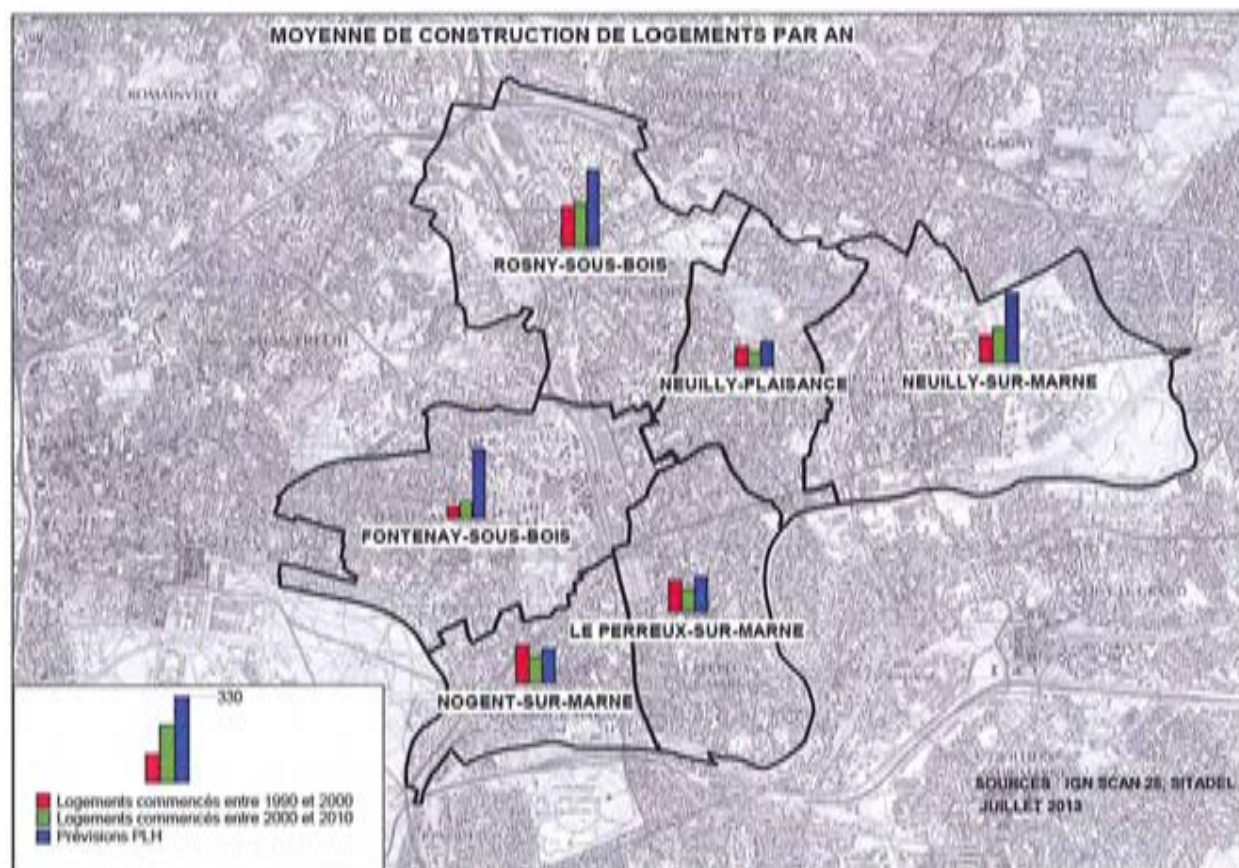 MOYENNE DE CONSTRUCTION DE LOGEMENTS PAR AN
ROMAINVILLE
GAGNY
ROSNY-SOUS-BOIS
NEUILLY-PLAISANCE
NEUILLY-SUR-MARNE
FONTENAY-SOUS-BOIS
LE PERREUX-SUR-MARNE
NOGENT-SUR-MARNE
330
Logements commencés entre 1990 et 2000
Logements commencés entre 2000 et 2010
Prévisions PLH
SOURCES IGN SCAN 25, SITADEL
JUILLET 2013